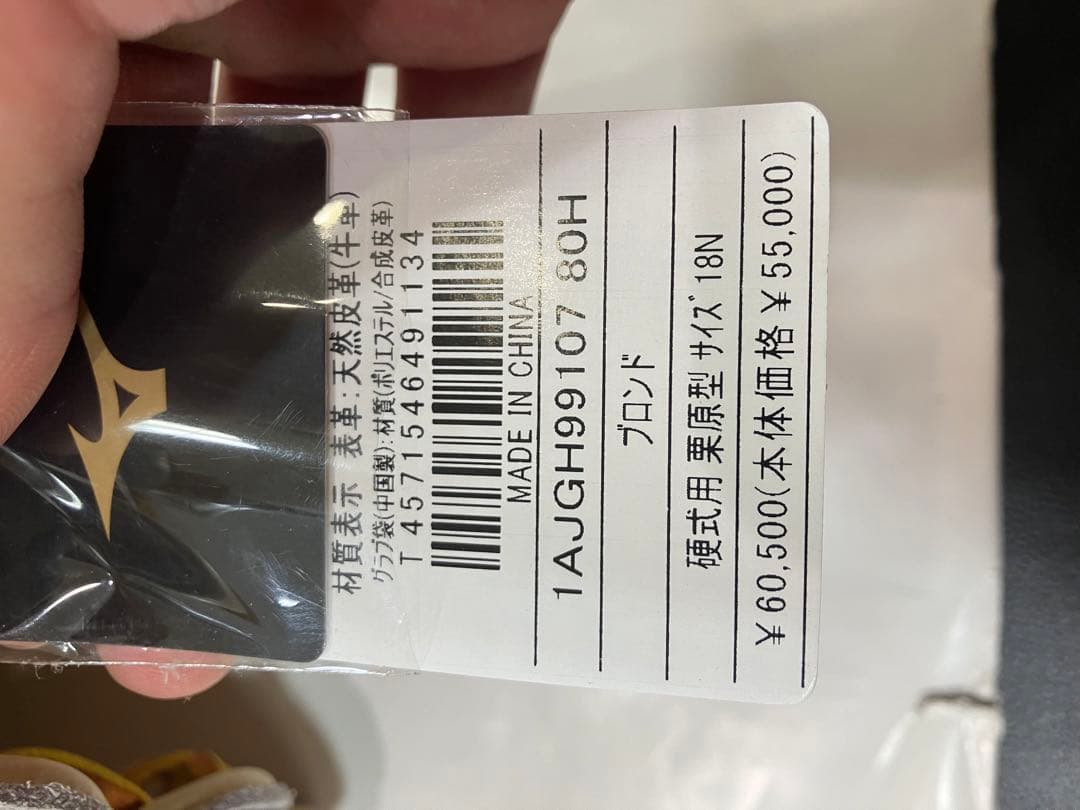 材質表示 表革:天然皮革(牛革)
グラブ袋(中国製):材質(ポリエステル/合成皮革)
T 4571546491134
MADE IN CHINA
1AJGH99107 80H
ブロンド
硬式用 栗原型 サイズ 18N
￥60,500(本体価格￥55,000)